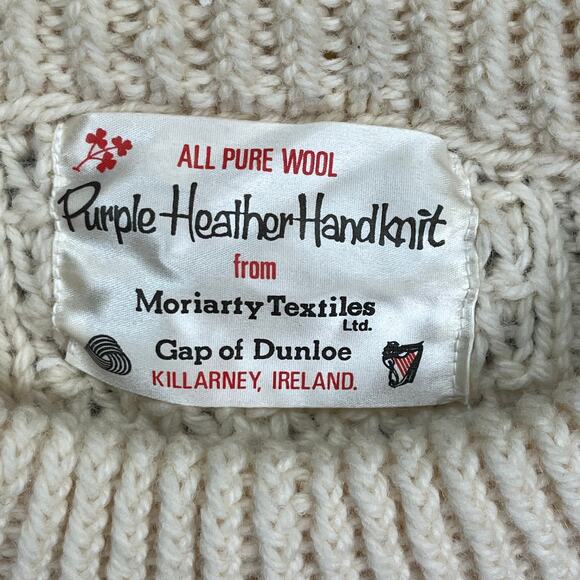 ALL PURE WOOL
Purple Heather Handknit
from
Moriarty Textiles
Ltd.
Gap of Dunloe
KILLARNEY, IRELAND.